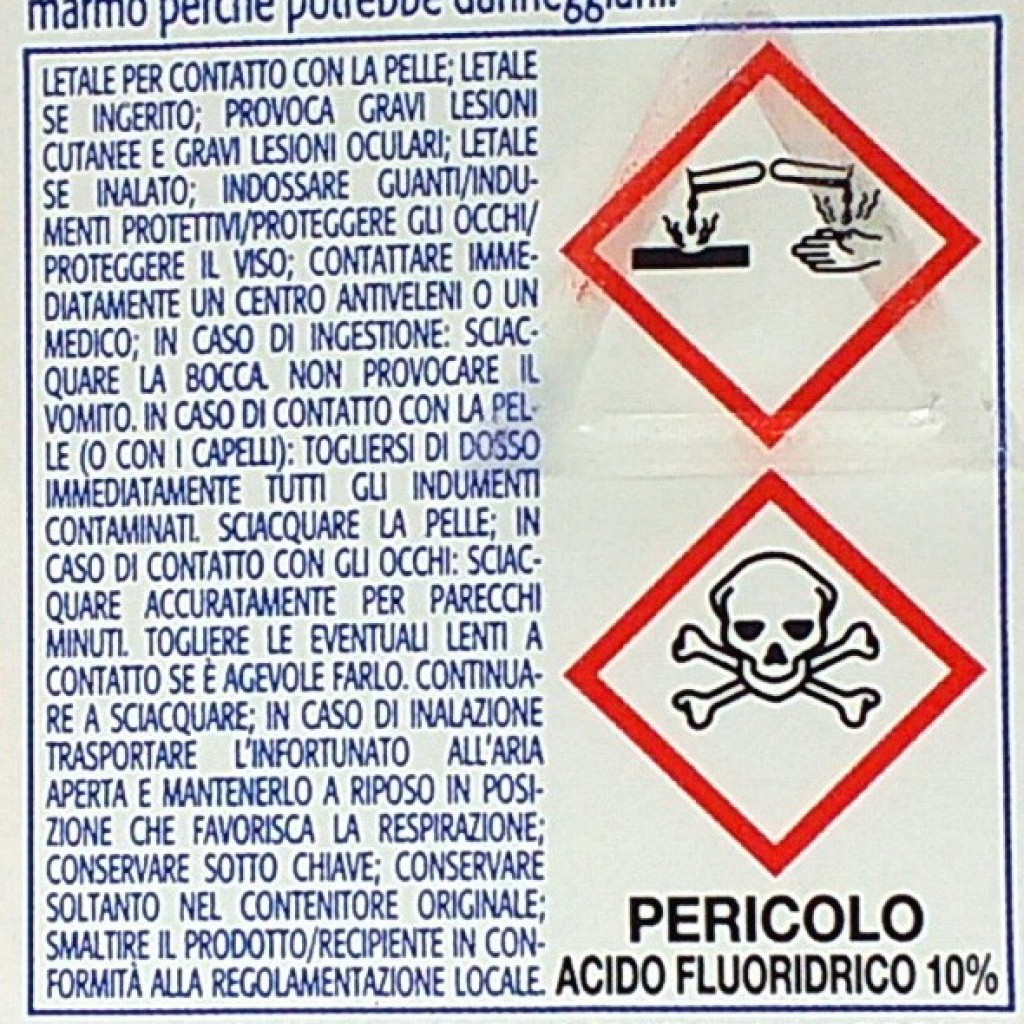 marmo perché potrebbe danneggiarli.
LETALE PER CONTATTO CON LA PELLE; LETALE
SE INGERITO; PROVOCA GRAVI LESIONI
CUTANEE E GRAVI LESIONI OCULARI; LETALE
SE INALATO; INDOSSARE GUANTI/INDU-
MENTI PROTETTIVI/PROTEGGERE GLI OCCHI/
PROTEGGERE IL VISO; CONTATTARE IMME-
DIATAMENTE UN CENTRO ANTIVELENI O UN
MEDICO; IN CASO DI INGESTIONE: SCIAC-
QUARE LA BOCCA. NON PROVOCARE IL
VOMITO. IN CASO DI CONTATTO CON LA PEL-
LE (O CON I CAPELLI): TOGLIERSI DI DOSSO
IMMEDIATAMENTE TUTTI GLI INDUMENTI
CONTAMINATI. SCIACQUARE LA PELLE; IN
CASO DI CONTATTO CON GLI OCCHI: SCIAC-
QUARE ACCURATAMENTE PER PARECCHI
MINUTI. TOGLIERE LE EVENTUALI LENTI A
CONTATTO SE È AGEVOLE FARLO. CONTINUA-
RE A SCIACQUARE; IN CASO DI INALAZIONE
TRASPORTARE L'INFORTUNATO ALL'ARIA
APERTA E MANTENERLO A RIPOSO IN POSI-
ZIONE CHE FAVORISCA LA RESPIRAZIONE;
CONSERVARE SOTTO CHIAVE; CONSERVARE
SOLTANTO NEL CONTENITORE ORIGINALE;
SMALTIRE IL PRODOTTO/RECIPIENTE IN CON-
FORMITÀ ALLA REGOLAMENTAZIONE LOCALE.
PERICOLO
ACIDO FLUORIDRICO 10%